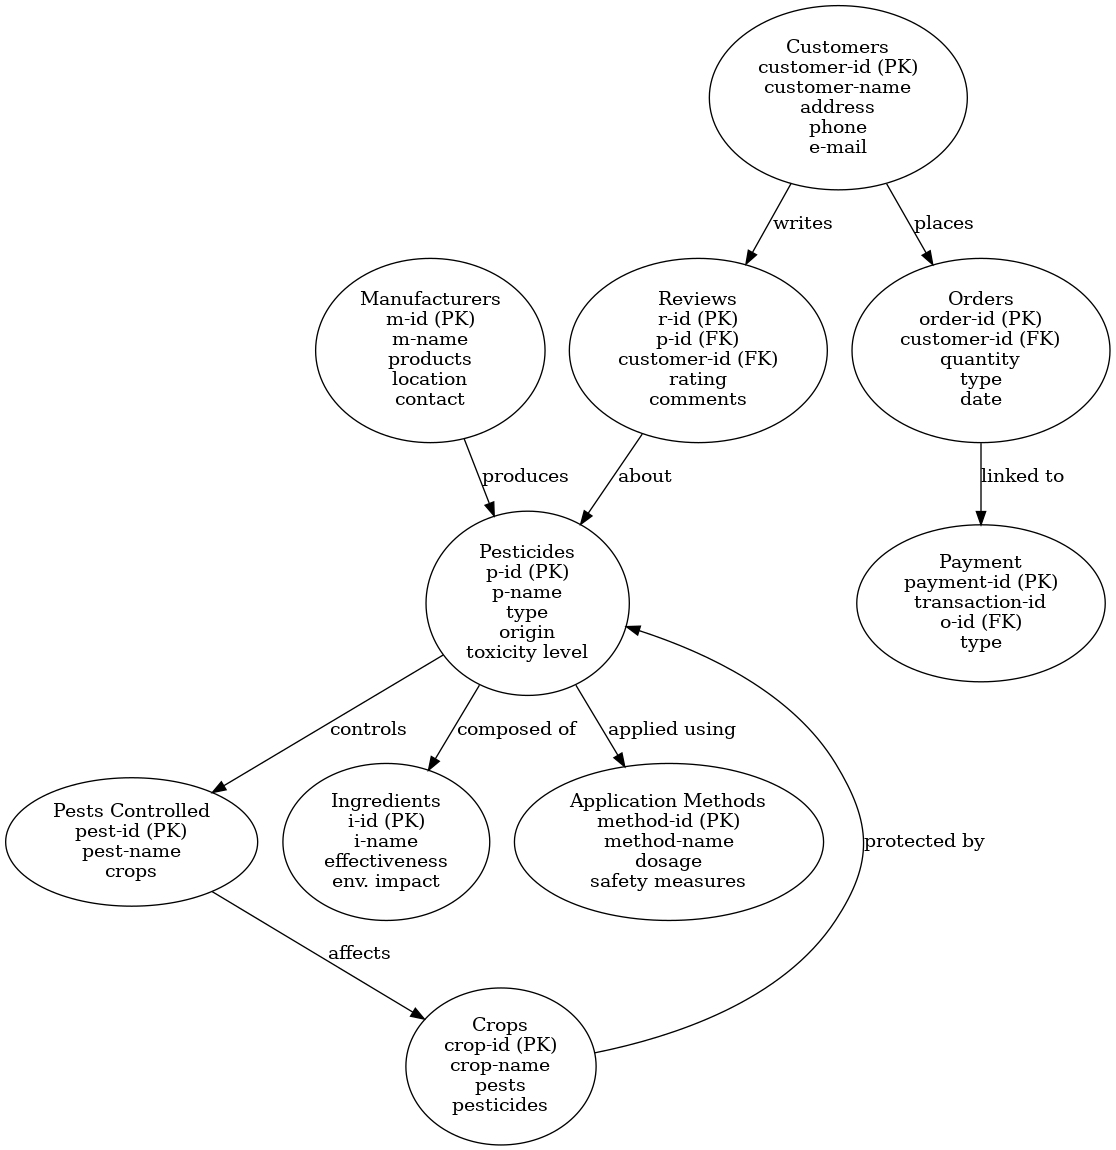 Customers
customer-id (PK)
customer-name
address
phone
e-mail
writes
places
Manufacturers
m-id (PK)
m-name
products
location
contact
Reviews
r-id (PK)
p-id (FK)
customer-id (FK)
rating
comments
Orders
order-id (PK)
customer-id (FK)
quantity
type
date
produces
about
linked to
Pesticides
p-id (PK)
p-name
type
origin
toxicity level
Payment
payment-id (PK)
transaction-id
o-id (FK)
type
controls
composed of
applied using
Pests Controlled
pest-id (PK)
pest-name
crops
Ingredients
i-id (PK)
i-name
effectiveness
env. impact
Application Methods
method-id (PK)
method-name
dosage
safety measures
protected by
affects
Crops
crop-id (PK)
crop-name
pests
pesticides